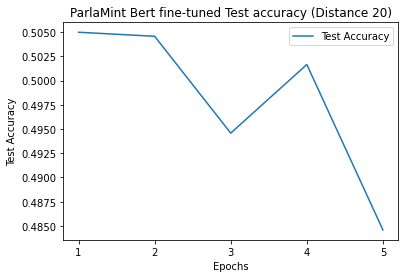 ParlaMint Bert fine-tuned Test accuracy (Distance 20)
Test Accuracy
0.5050
0.5025
0.5000
0.4975
0.4950
0.4925
0.4900
0.4875
0.4850
Test Accuracy
1 2 3 4 5
Epochs